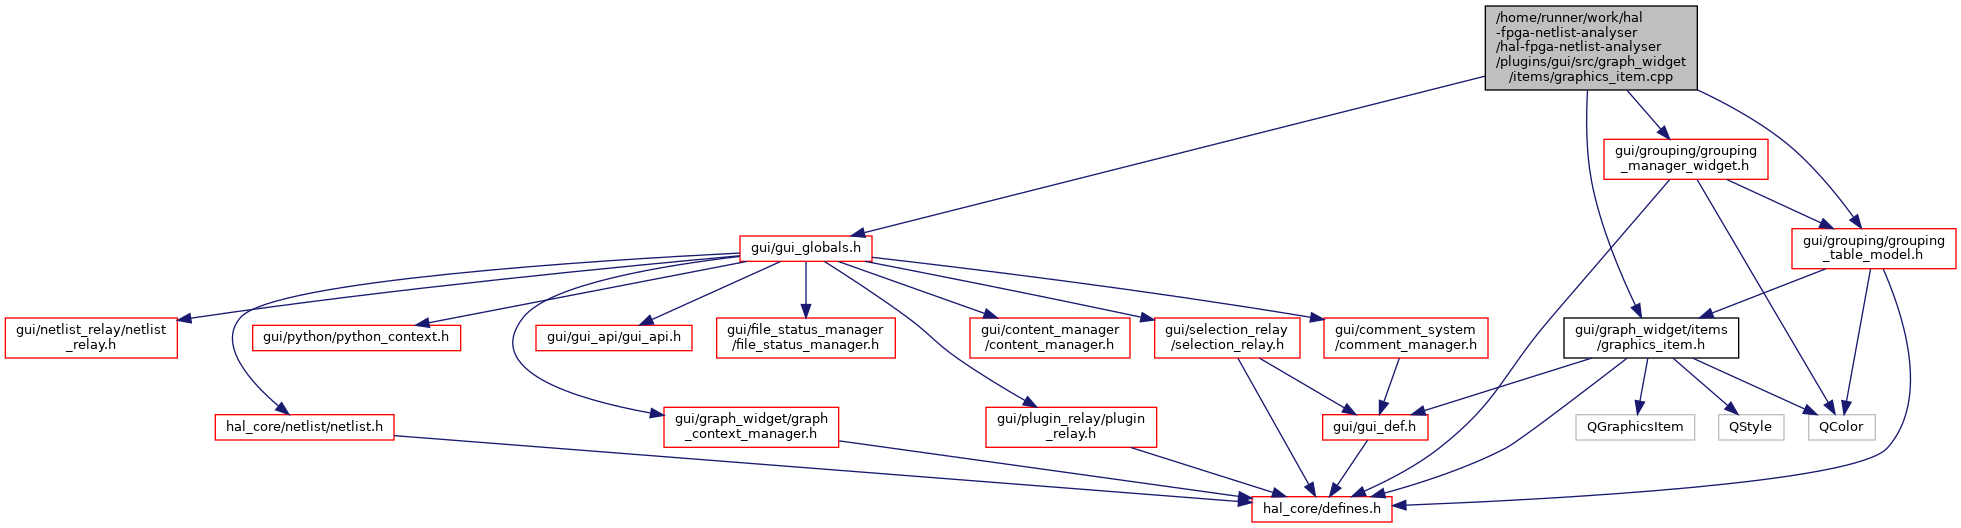 /home/runner/work/hal
-fpga-netlist-analyser
/hal-fpga-netlist-analyser
/plugins/gui/src/graph_widget
/items/graphics_item.cpp
gui/grouping/grouping
_manager_widget.h
gui/gui_globals.h
gui/grouping/grouping
_table_model.h
gui/netlist_relay/netlist
_relay.h
gui/python/python_context.h
gui/gui_api/gui_api.h
gui/file_status_manager
/file_status_manager.h
gui/content_manager
/content_manager.h
gui/selection_relay
/selection_relay.h
gui/comment_system
/comment_manager.h
gui/graph_widget/items
/graphics_item.h
hal_core/netlist/netlist.h
gui/graph_widget/graph
_context_manager.h
gui/plugin_relay/plugin
_relay.h
gui/gui_def.h
QGraphicsItem
QStyle
QColor
hal_core/defines.h